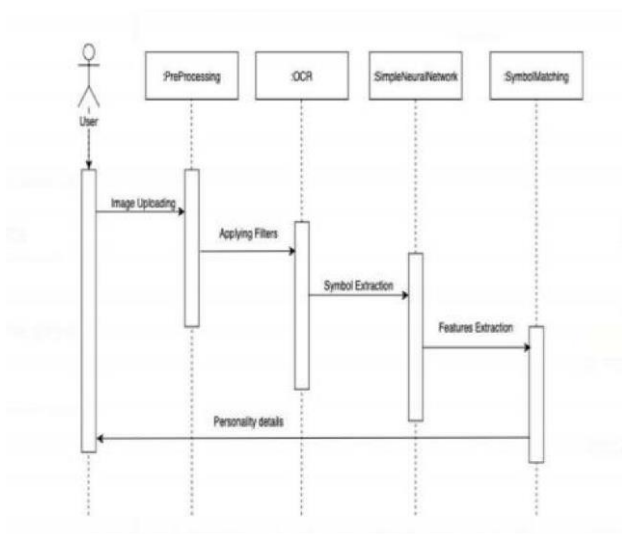 :PreProcessing
:OCR
:SimpleNeuralNetwork
:SymbolMatching
User
Image Uploading
Applying Filters
Symbol Extraction
Features Extraction
Personality details